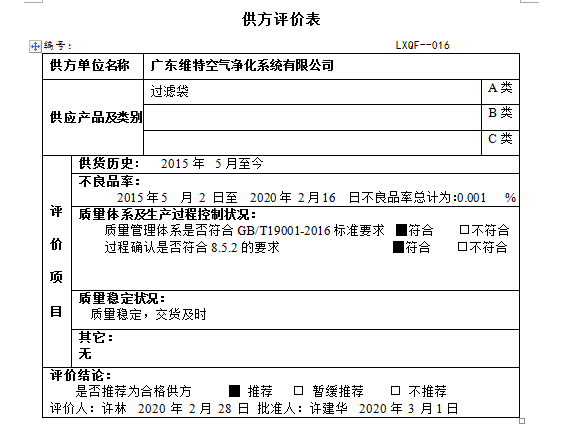 供方评价表
编号: LXQF--016
供方单位名称 广东维特空气净化系统有限公司
供应产品及类别 过滤袋 A 类
B 类
C 类
评价项目
供货历史: 2015 年 5 月至今
不良品率:
2015年5 月 2 日至 2020 年 2月16 日不良品率总计为:0.001 %
质量体系及生产过程控制状况:
质量管理体系是否符合 GB/T19001-2016 标准要求 ■符合 □不符合
过程确认是否符合 8.5.2 的要求 ■符合 □不符合
质量稳定状况:
质量稳定，交货及时
其它:
无
评价结论:
是否推荐为合格供方 ■ 推荐 □ 暂缓推荐 □ 不推荐
评价人: 许林 2020 年 2 月 28 日 批准人: 许建华 2020 年 3 月 1 日